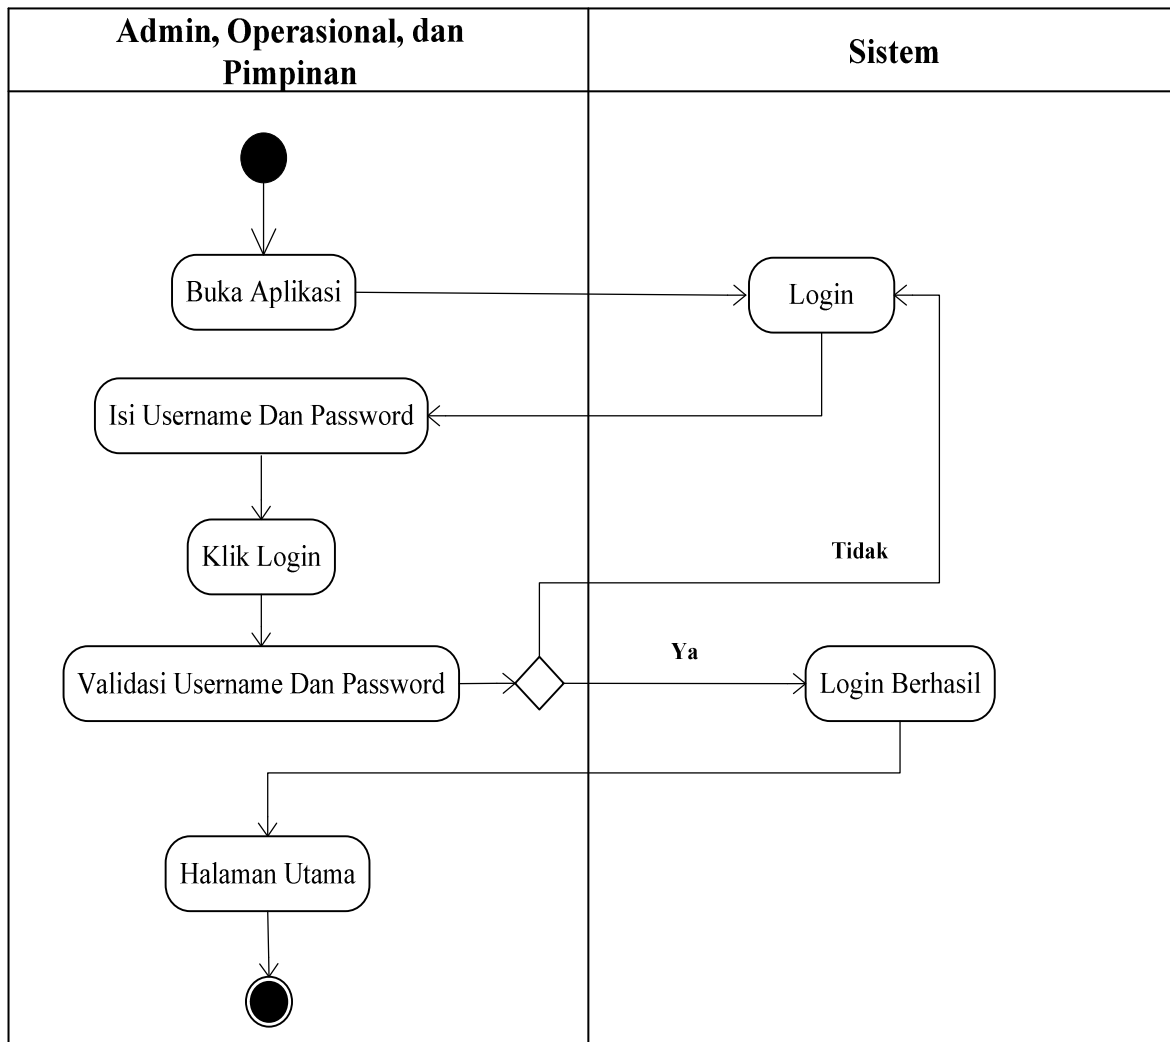 Admin, Operasional, dan
Pimpinan
Sistem
Buka Aplikasi
Login
Isi Username Dan Password
Klik Login
Tidak
Validasi Username Dan Password
Ya
Login Berhasil
Halaman Utama